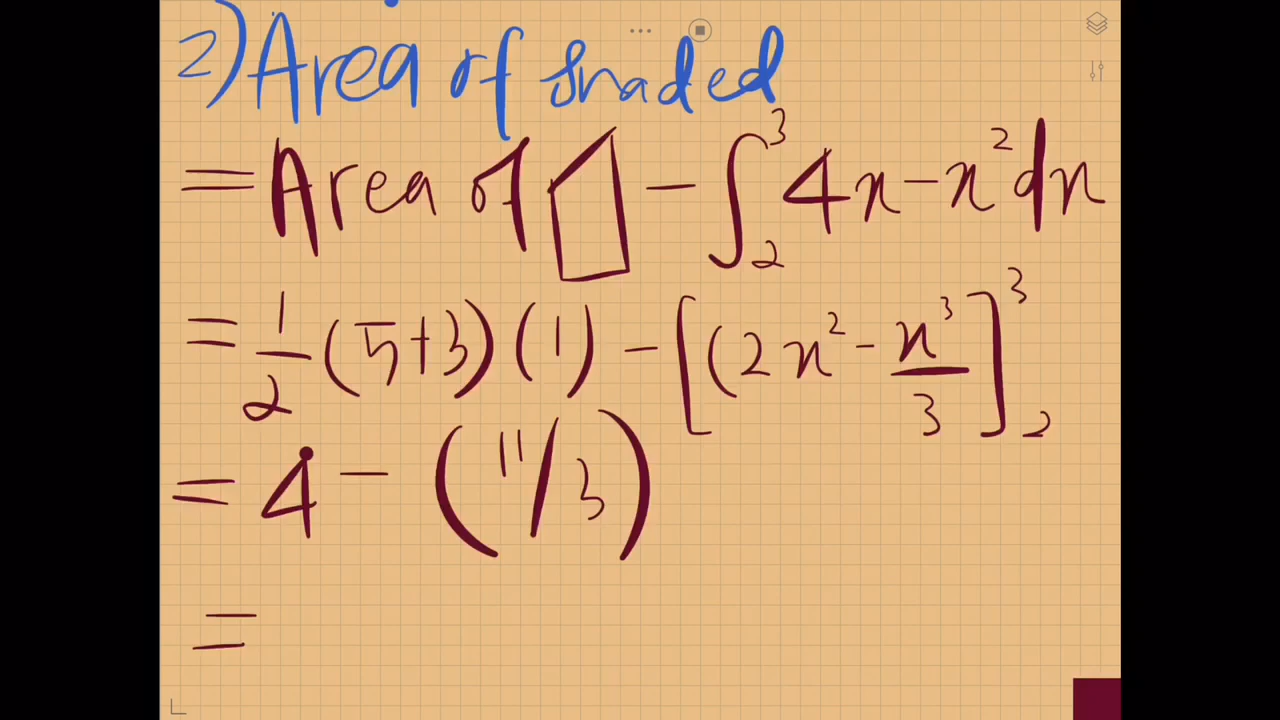 2) Area of shaded
= Area of ▱ − ∫₂³ 4x − x² dx
= 1/2 (5+3)(1) − [(2x² − x³/3]₂³
= 4 − (11/3)
=